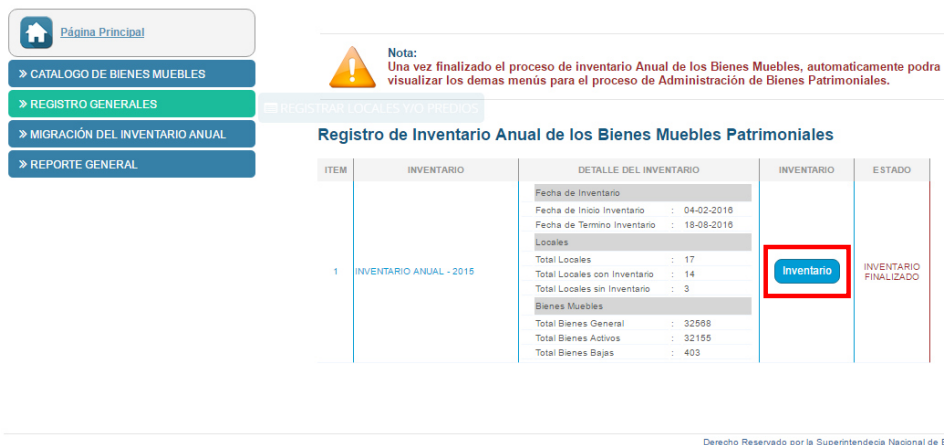 Página Principal
» CATALOGO DE BIENES MUEBLES
» REGISTRO GENERALES
» MIGRACIÓN DEL INVENTARIO ANUAL
» REPORTE GENERAL
REGISTRAR LOCALES Y/O PREDIOS
Nota:
Una vez finalizado el proceso de inventario Anual de los Bienes Muebles, automaticamente podra
visualizar los demas menús para el proceso de Administración de Bienes Patrimoniales.
Registro de Inventario Anual de los Bienes Muebles Patrimoniales
ITEM INVENTARIO DETALLE DEL INVENTARIO INVENTARIO ESTADO
Fecha de Inventario
Fecha de Inicio Inventario : 04-02-2016
Fecha de Termino Inventario : 18-08-2016
Locales
Total Locales : 17
1 INVENTARIO ANUAL - 2015 Total Locales con Inventario : 14 Inventario INVENTARIO FINALIZADO
Total Locales sin Inventario : 3
Bienes Muebles
Total Bienes General : 32568
Total Bienes Activos : 32155
Total Bienes Bajas : 403
Derecho Reservado por la Superintendecia Nacional de